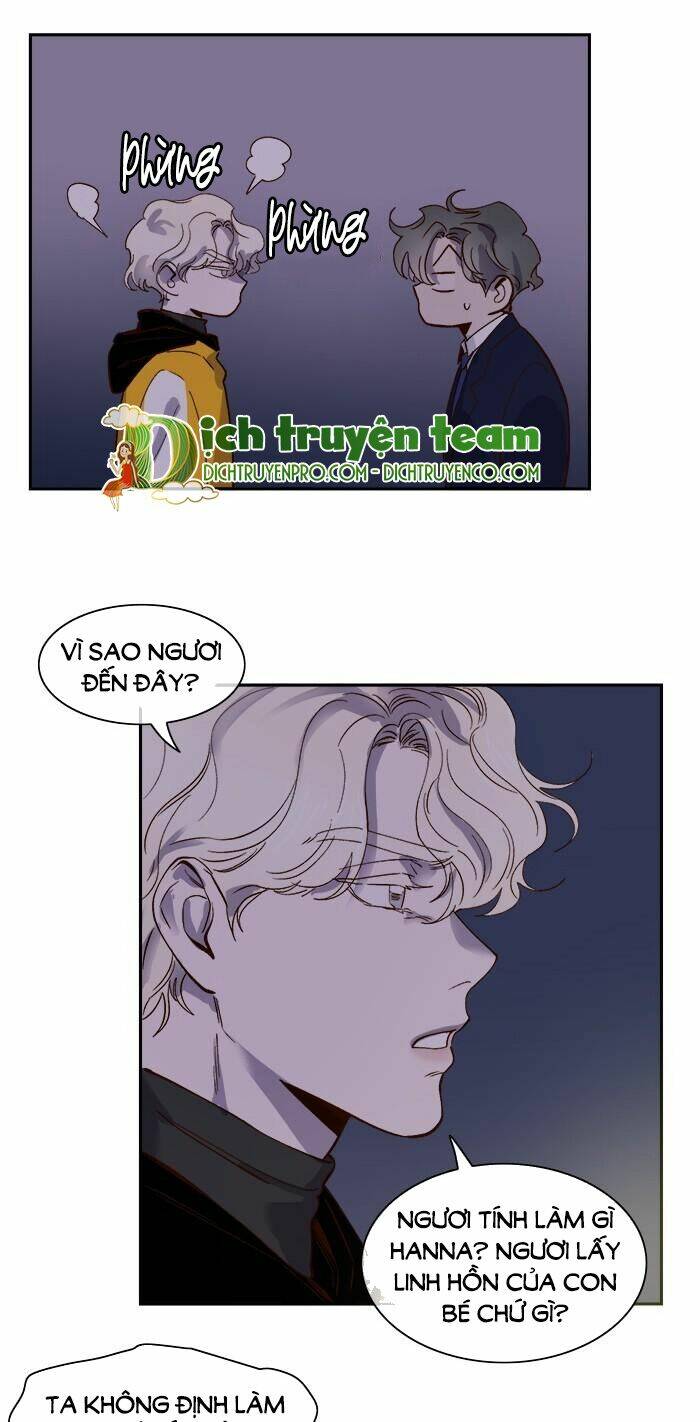 Phừng
Phừng
Dịch truyện team
DICHTRUYENPRO.COM - DICHTRUYENCO.COM
VÌ SAO NGƯƠI
ĐẾN ĐÂY?
NGƯƠI TÍNH LÀM GÌ
HANNA? NGƯƠI LẤY
LINH HỒN CỦA CON
BÉ CHỨ GÌ?
TA KHÔNG ĐỊNH LÀM